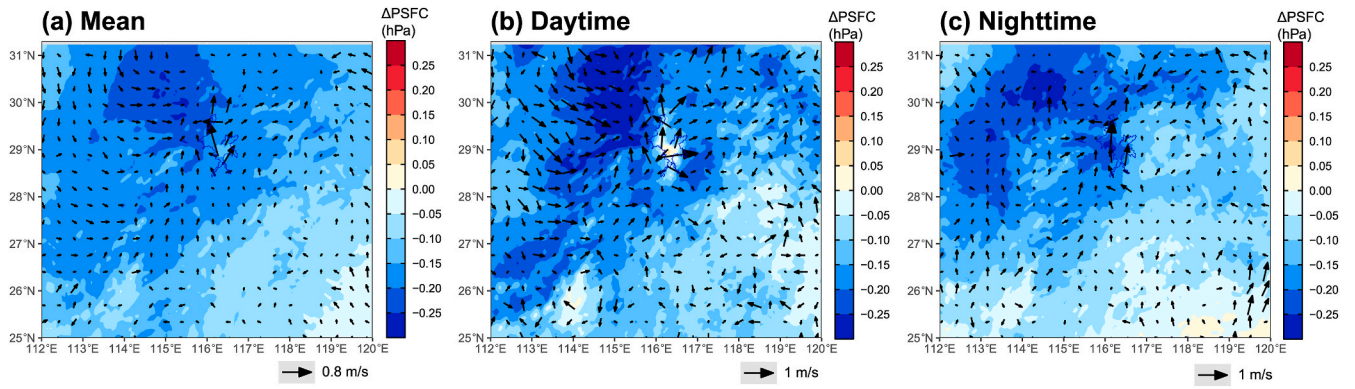 (a) Mean
ΔPSFC
(hPa)
31°N
30°N
29°N
28°N
27°N
26°N
25°N
112°E 113°E 114°E 115°E 116°E 117°E 118°E 119°E 120°E
0.25
0.20
0.15
0.10
0.05
0.00
−0.05
−0.10
−0.15
−0.20
−0.25
0.8 m/s
(b) Daytime
ΔPSFC
(hPa)
31°N
30°N
29°N
28°N
27°N
26°N
25°N
112°E 113°E 114°E 115°E 116°E 117°E 118°E 119°E 120°E
0.25
0.20
0.15
0.10
0.05
0.00
−0.05
−0.10
−0.15
−0.20
−0.25
1 m/s
(c) Nighttime
ΔPSFC
(hPa)
31°N
30°N
29°N
28°N
27°N
26°N
25°N
112°E 113°E 114°E 115°E 116°E 117°E 118°E 119°E 120°E
0.25
0.20
0.15
0.10
0.05
0.00
−0.05
−0.10
−0.15
−0.20
−0.25
1 m/s